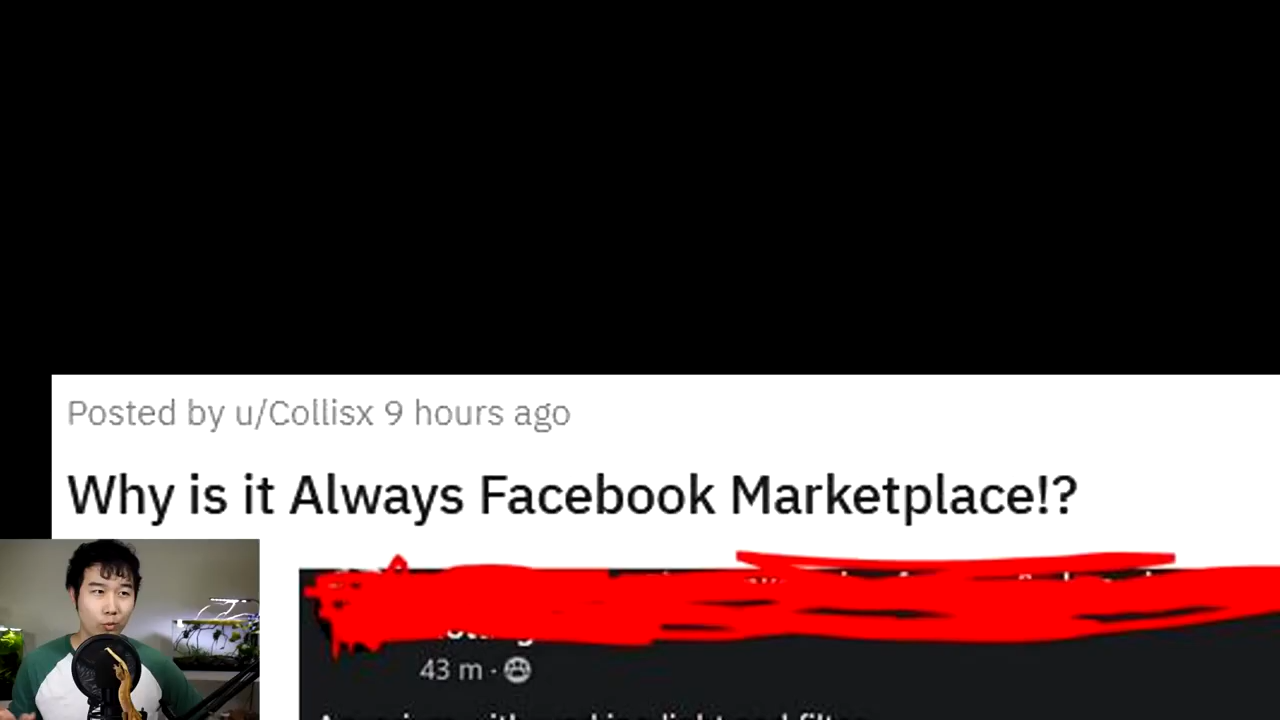 Posted by u/Collisx 9 hours ago
Why is it Always Facebook Marketplace!?
43 m ·